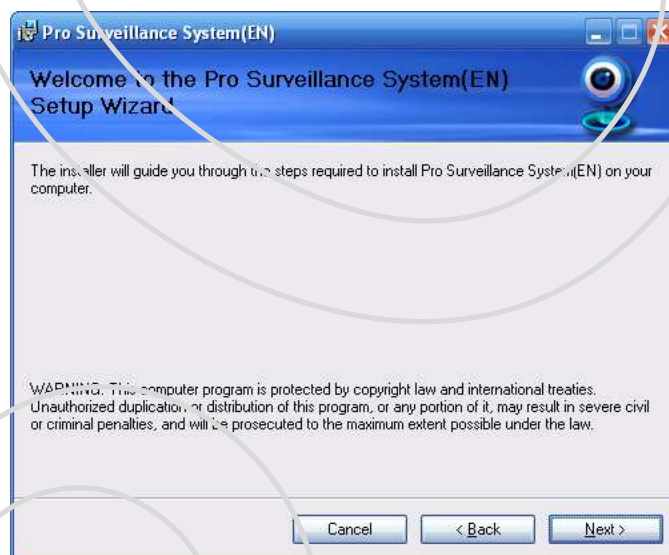 Pro Surveillance System(EN)
Welcome to the Pro Surveillance System(EN)
Setup Wizard
The installer will guide you through the steps required to install Pro Surveillance System(EN) on your
computer.
WARNING: This computer program is protected by copyright law and international treaties.
Unauthorized duplication or distribution of this program, or any portion of it, may result in severe civil
or criminal penalties, and will be prosecuted to the maximum extent possible under the law.
Cancel
< Back
Next >